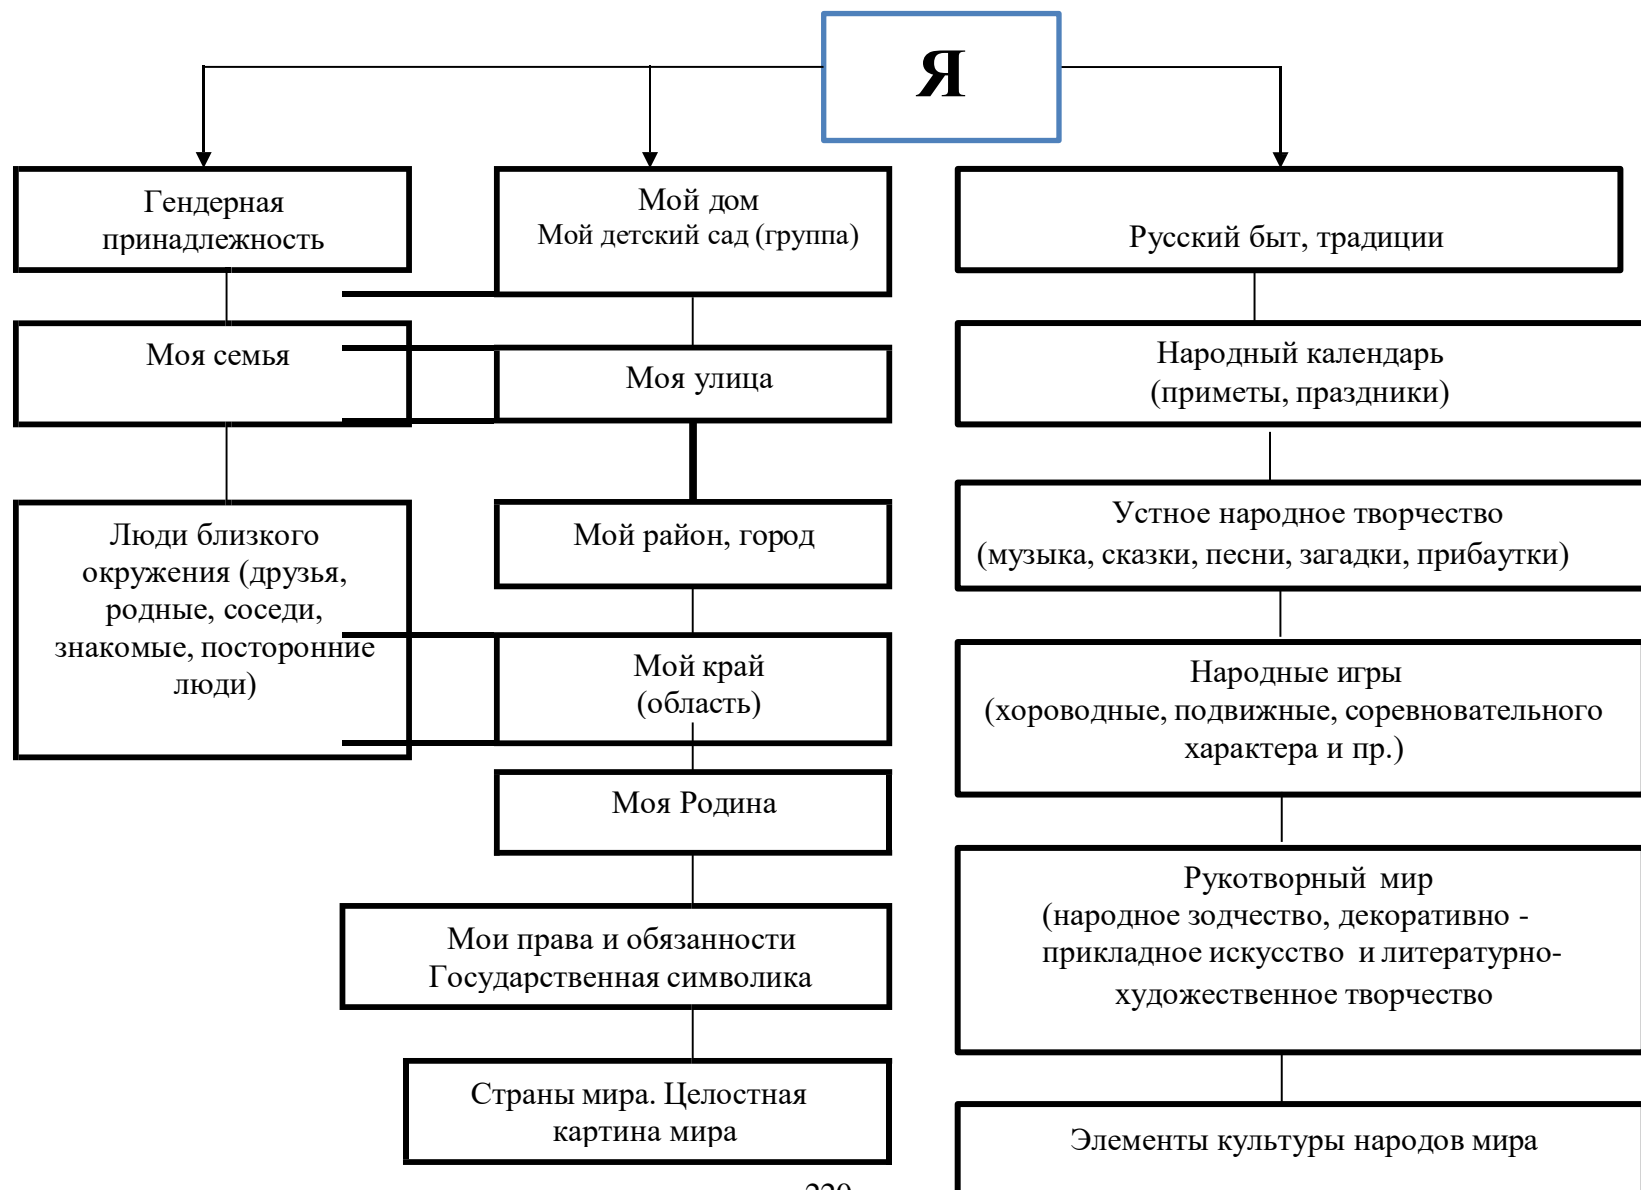 Я
Гендерная
принадлежность
Моя семья
Люди близкого
окружения (друзья,
родные, соседи,
знакомые, посторонние
люди)
Мой дом
Мой детский сад (группа)
Моя улица
Мой район, город
Мой край
(область)
Моя Родина
Мои права и обязанности
Государственная символика
Страны мира. Целостная
картина мира
Русский быт, традиции
Народный календарь
(приметы, праздники)
Устное народное творчество
(музыка, сказки, песни, загадки, прибаутки)
Народные игры
(хороводные, подвижные, соревновательного
характера и пр.)
Рукотворный мир
(народное зодчество, декоративно -
прикладное искусство и литературно-
художественное творчество
Элементы культуры народов мира